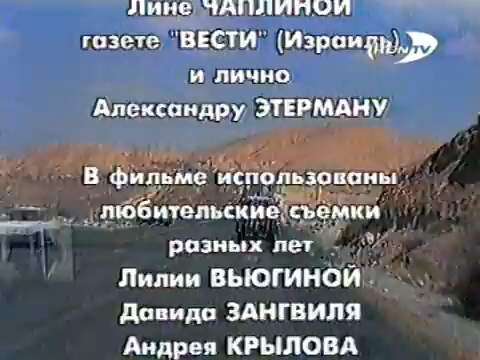 Лине ЧАПЛИНОЙ
газете "ВЕСТИ" (Израиль)
и лично
Александру ЭТЕРМАНУ
В фильме использованы
любительские съемки
разных лет
Лилии ВЬЮГИНОЙ
Давида ЗАНГВИЛЯ
Андрея КРЫЛОВА